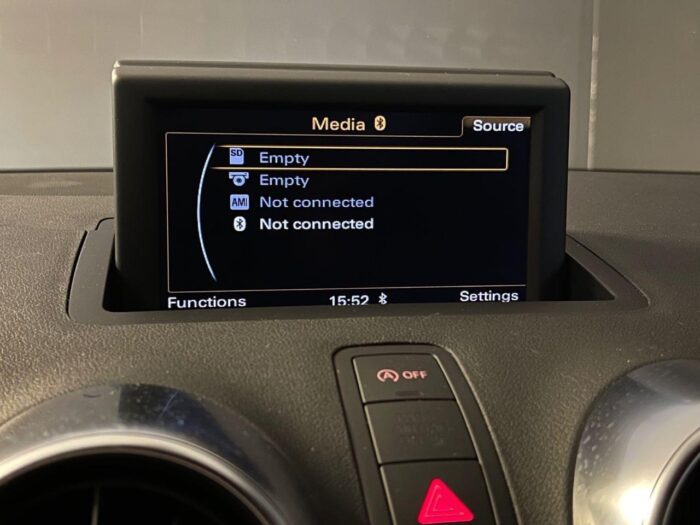 Media
Source
SD Empty
Empty
AMI Not connected
Not connected
Functions 15:52 Settings
A OFF